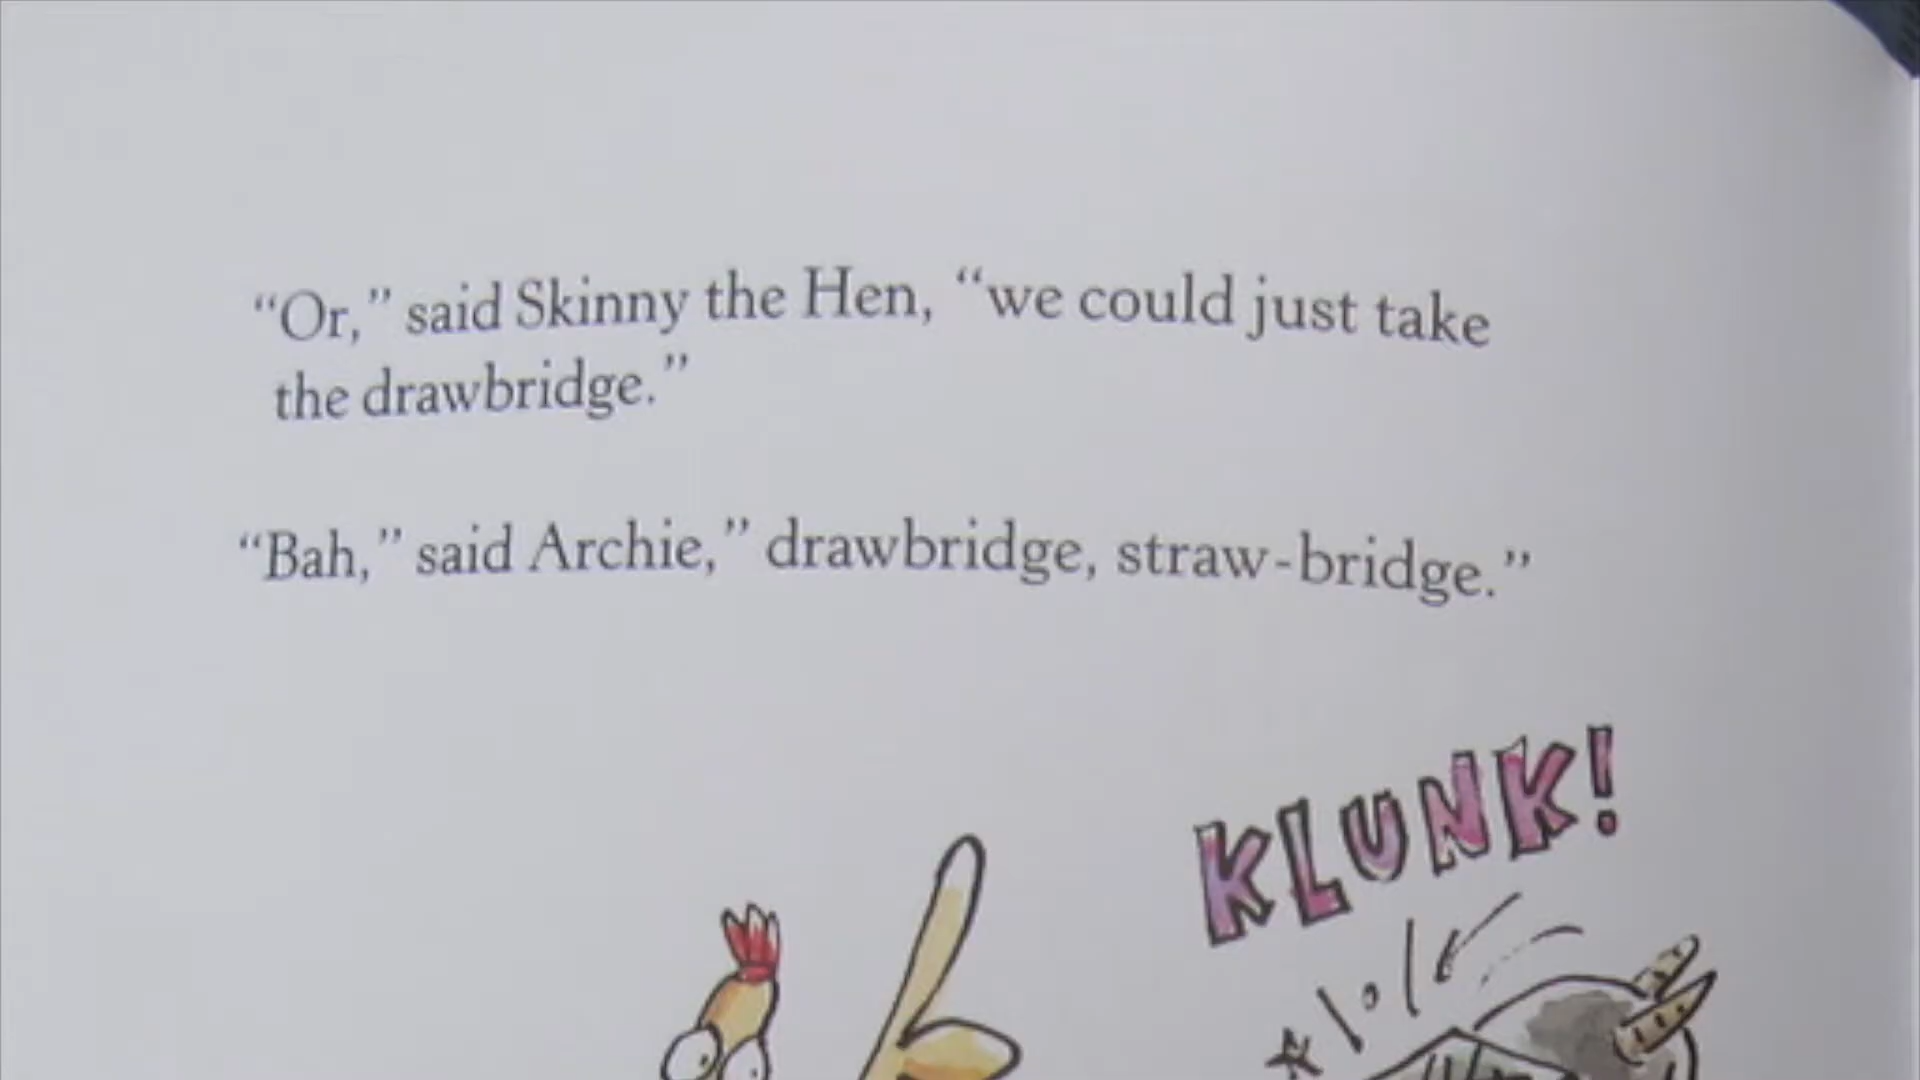 “Or,” said Skinny the Hen, “we could just take
the drawbridge.”
“Bah,” said Archie,” drawbridge, straw-bridge.”
KLUNK!